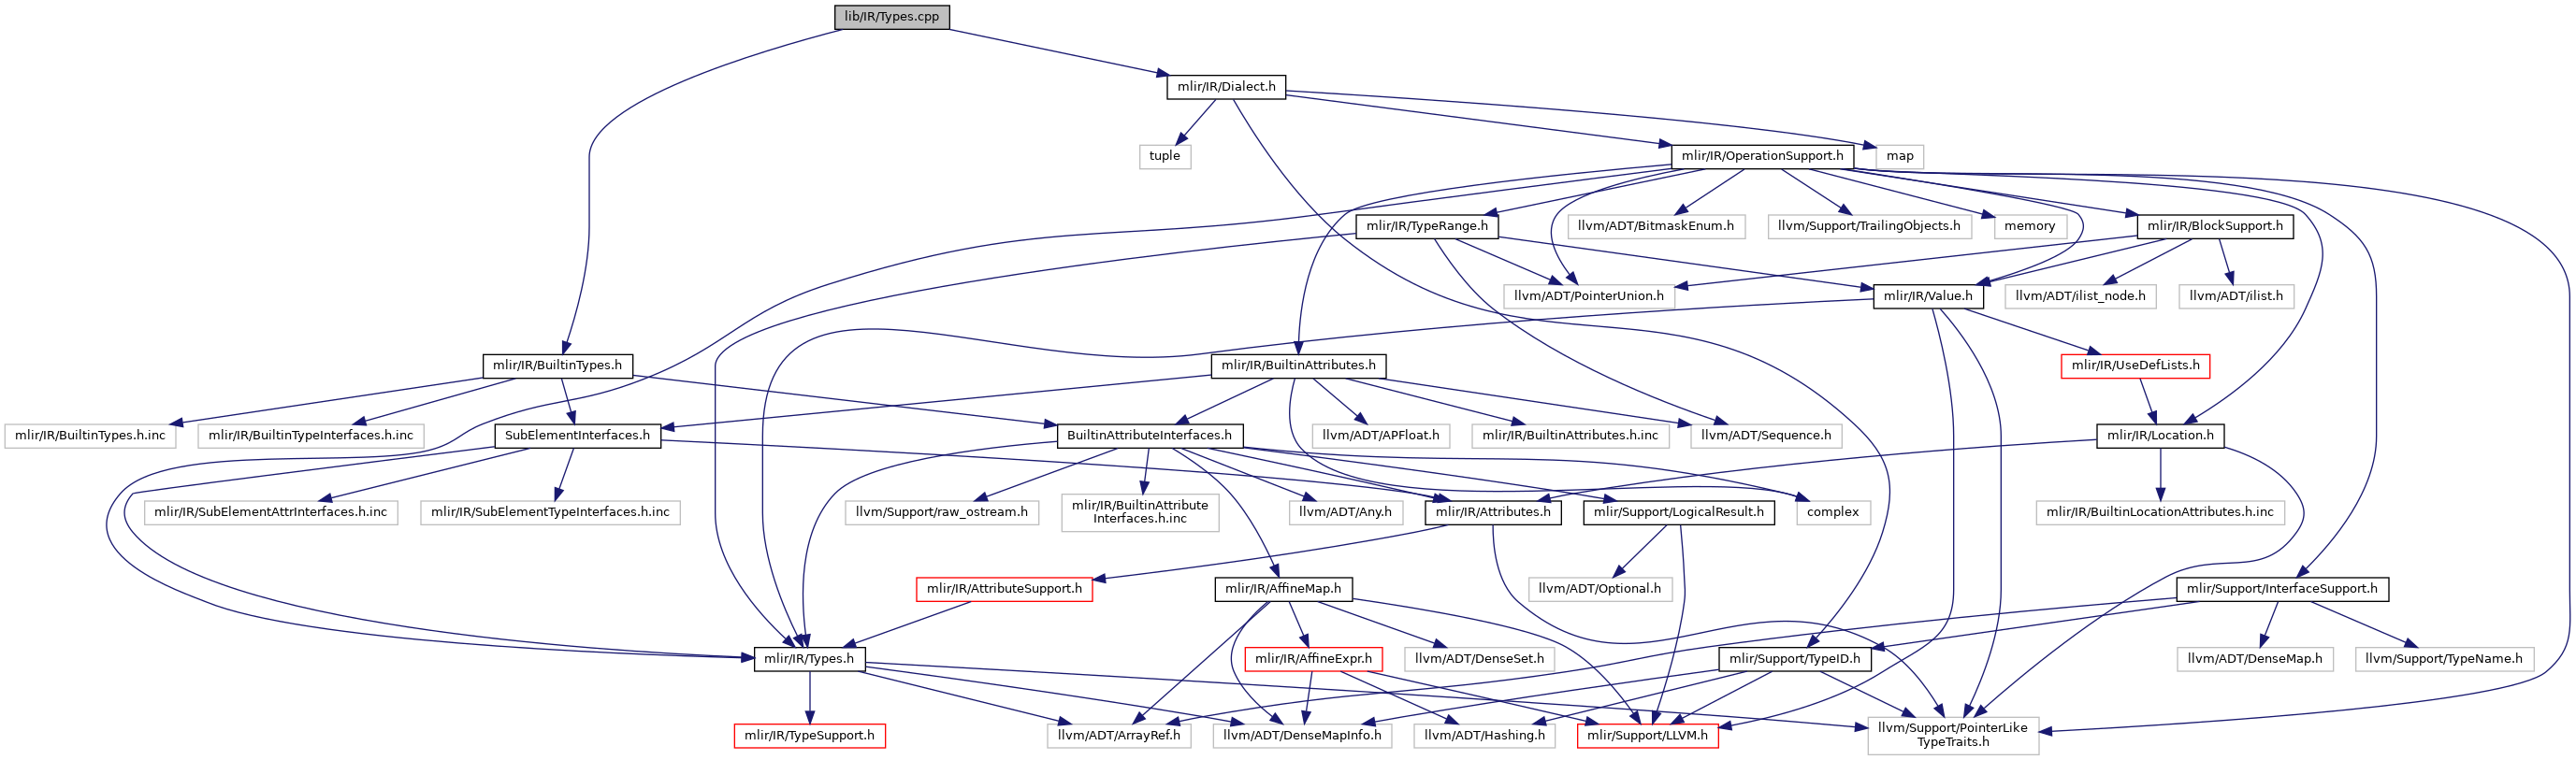 lib/IR/Types.cpp
mlir/IR/Dialect.h
tuple
mlir/IR/OperationSupport.h
map
mlir/IR/TypeRange.h
llvm/ADT/BitmaskEnum.h
llvm/Support/TrailingObjects.h
memory
mlir/IR/BlockSupport.h
llvm/ADT/PointerUnion.h
mlir/IR/Value.h
llvm/ADT/ilist_node.h
llvm/ADT/ilist.h
mlir/IR/BuiltinTypes.h
mlir/IR/BuiltinAttributes.h
mlir/IR/UseDefLists.h
mlir/IR/BuiltinTypes.h.inc
mlir/IR/BuiltinTypeInterfaces.h.inc
SubElementInterfaces.h
BuiltinAttributeInterfaces.h
llvm/ADT/APFloat.h
mlir/IR/BuiltinAttributes.h.inc
llvm/ADT/Sequence.h
mlir/IR/Location.h
mlir/IR/SubElementAttrInterfaces.h.inc
mlir/IR/SubElementTypeInterfaces.h.inc
llvm/Support/raw_ostream.h
mlir/IR/BuiltinAttribute
Interfaces.h.inc
llvm/ADT/Any.h
mlir/IR/Attributes.h
mlir/Support/LogicalResult.h
complex
mlir/IR/BuiltinLocationAttributes.h.inc
mlir/IR/AttributeSupport.h
mlir/IR/AffineMap.h
llvm/ADT/Optional.h
mlir/Support/InterfaceSupport.h
mlir/IR/Types.h
mlir/IR/AffineExpr.h
llvm/ADT/DenseSet.h
mlir/Support/TypeID.h
llvm/ADT/DenseMap.h
llvm/Support/TypeName.h
mlir/IR/TypeSupport.h
llvm/ADT/ArrayRef.h
llvm/ADT/DenseMapInfo.h
llvm/ADT/Hashing.h
mlir/Support/LLVM.h
llvm/Support/PointerLike
TypeTraits.h